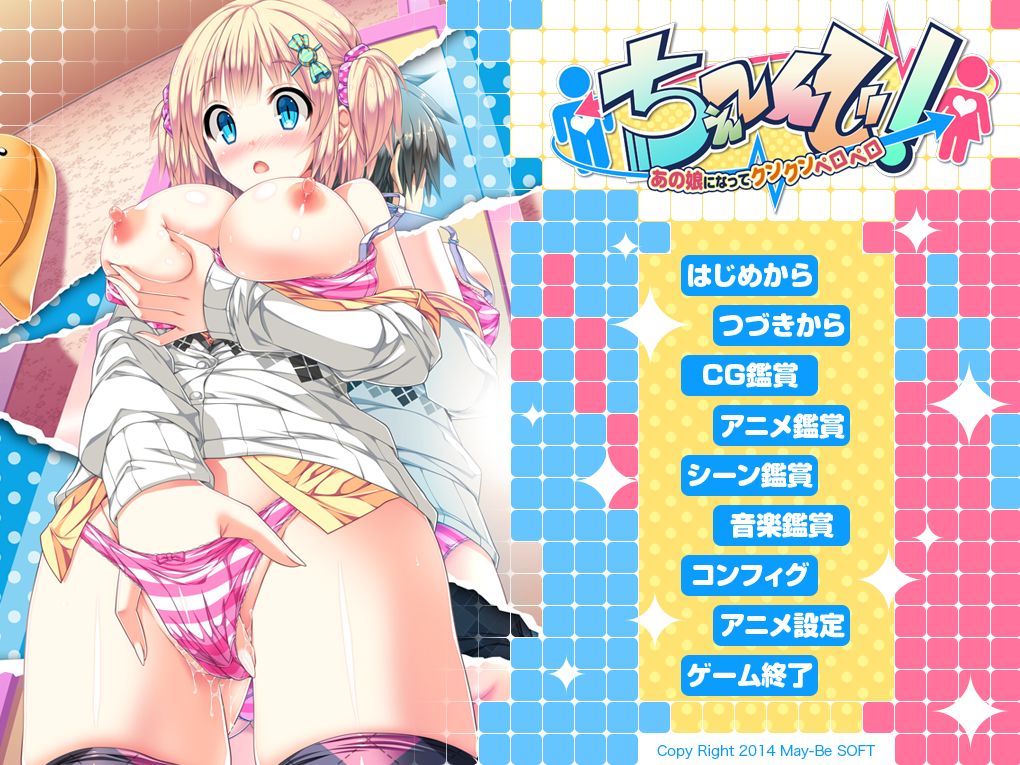 ちぇ～んじ!
あの娘になってクンクンペロペロ
はじめから
つづきから
CG鑑賞
アニメ鑑賞
シーン鑑賞
音楽鑑賞
コンフィグ
アニメ設定
ゲーム終了
Copy Right 2014 May-Be SOFT